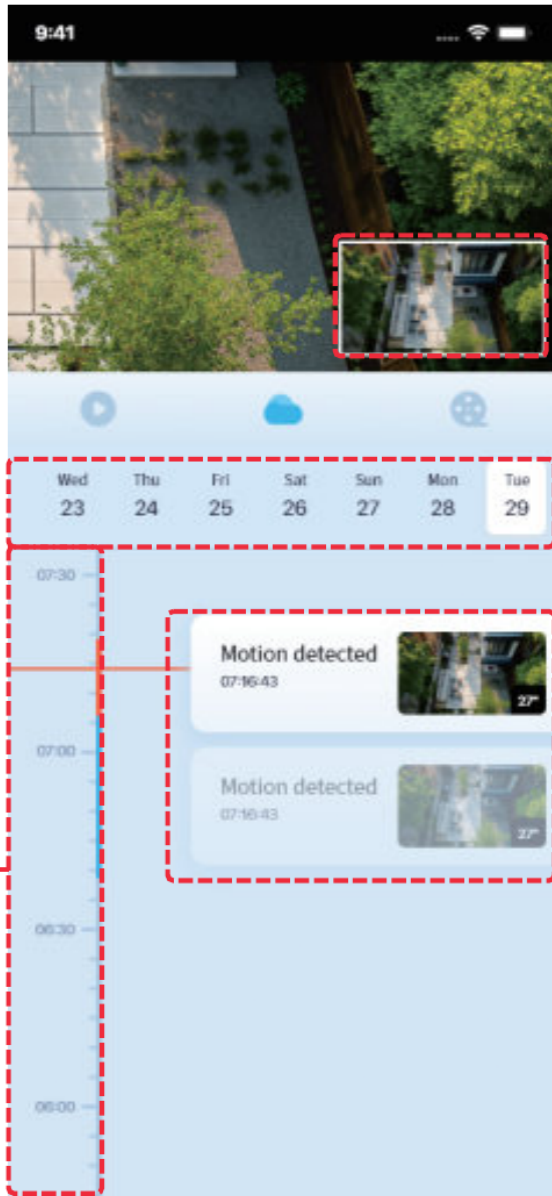 9:41
Wed Thu Fri Sat Sun Mon Tue
23 24 25 26 27 28 29
07:30
Motion detected
07:16:43
27"
07:00
Motion detected
07:16:43
27"
06:30
06:00